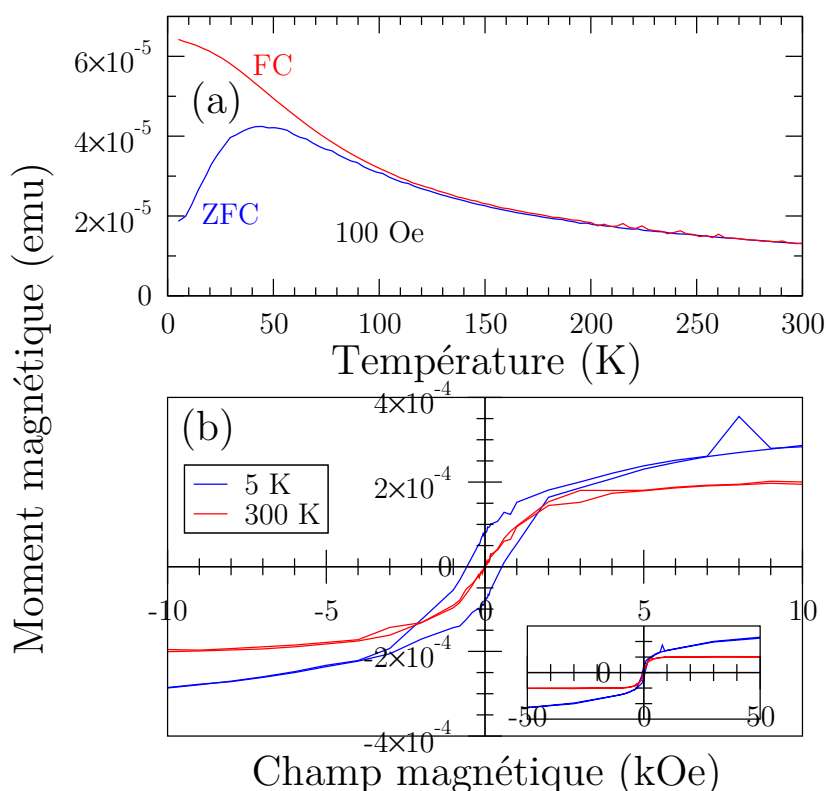 6×10⁻⁵
FC
(a)
4×10⁻⁵
ZFC
2×10⁻⁵
100 Oe
0
0 50 100 150 200 250 300
Température (K)
Moment magnétique (emu)
4×10⁻⁴
(b)
5 K
300 K
2×10⁻⁴
0
-10 -5 0 5 10
-2×10⁻⁴
0
-50 0 50
-4×10⁻⁴
Champ magnétique (kOe)